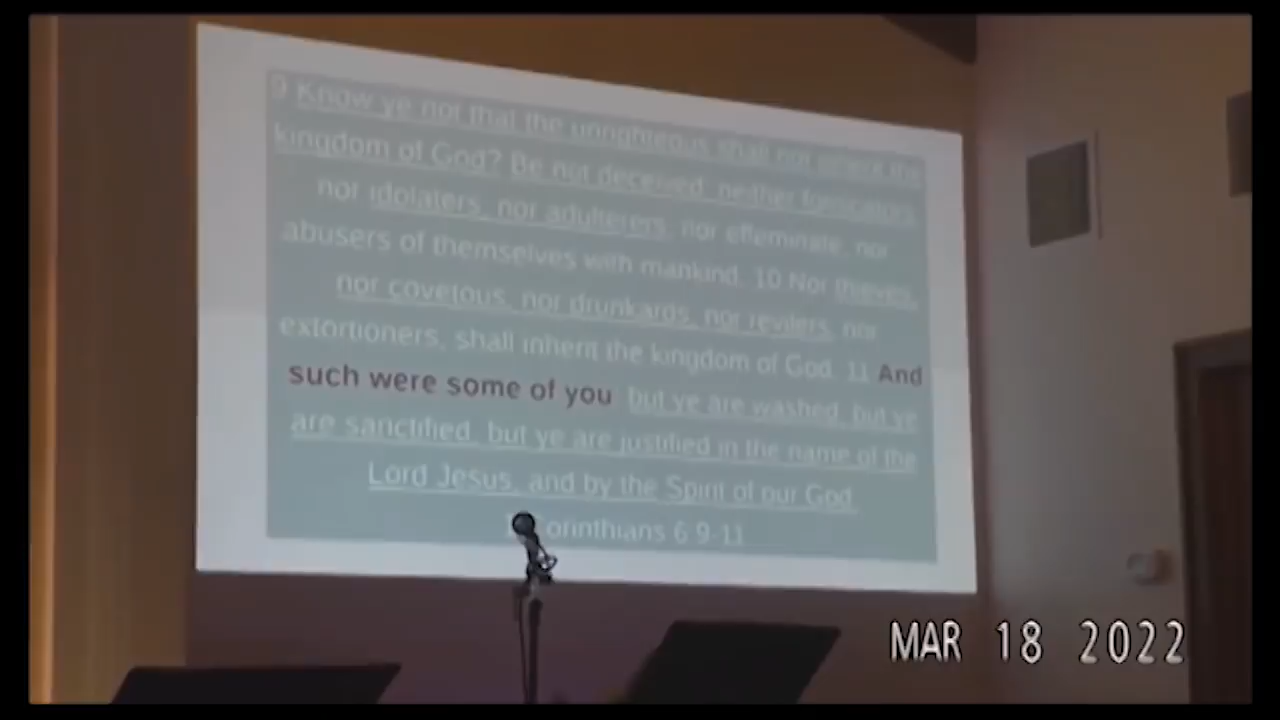 9 Know ye not that the unrighteous shall not inherit the
kingdom of God? Be not deceived, neither fornicators,
nor idolaters, nor adulterers, nor effeminate, nor
abusers of themselves with mankind, 10 Nor thieves,
nor covetous, nor drunkards, nor revilers, nor
extortioners, shall inherit the kingdom of God. 11 And
such were some of you but ye are washed, but ye
are sanctified, but ye are justified in the name of the
Lord Jesus, and by the Spirit of our God.
orinthians 6 9-11
MAR 18 2022